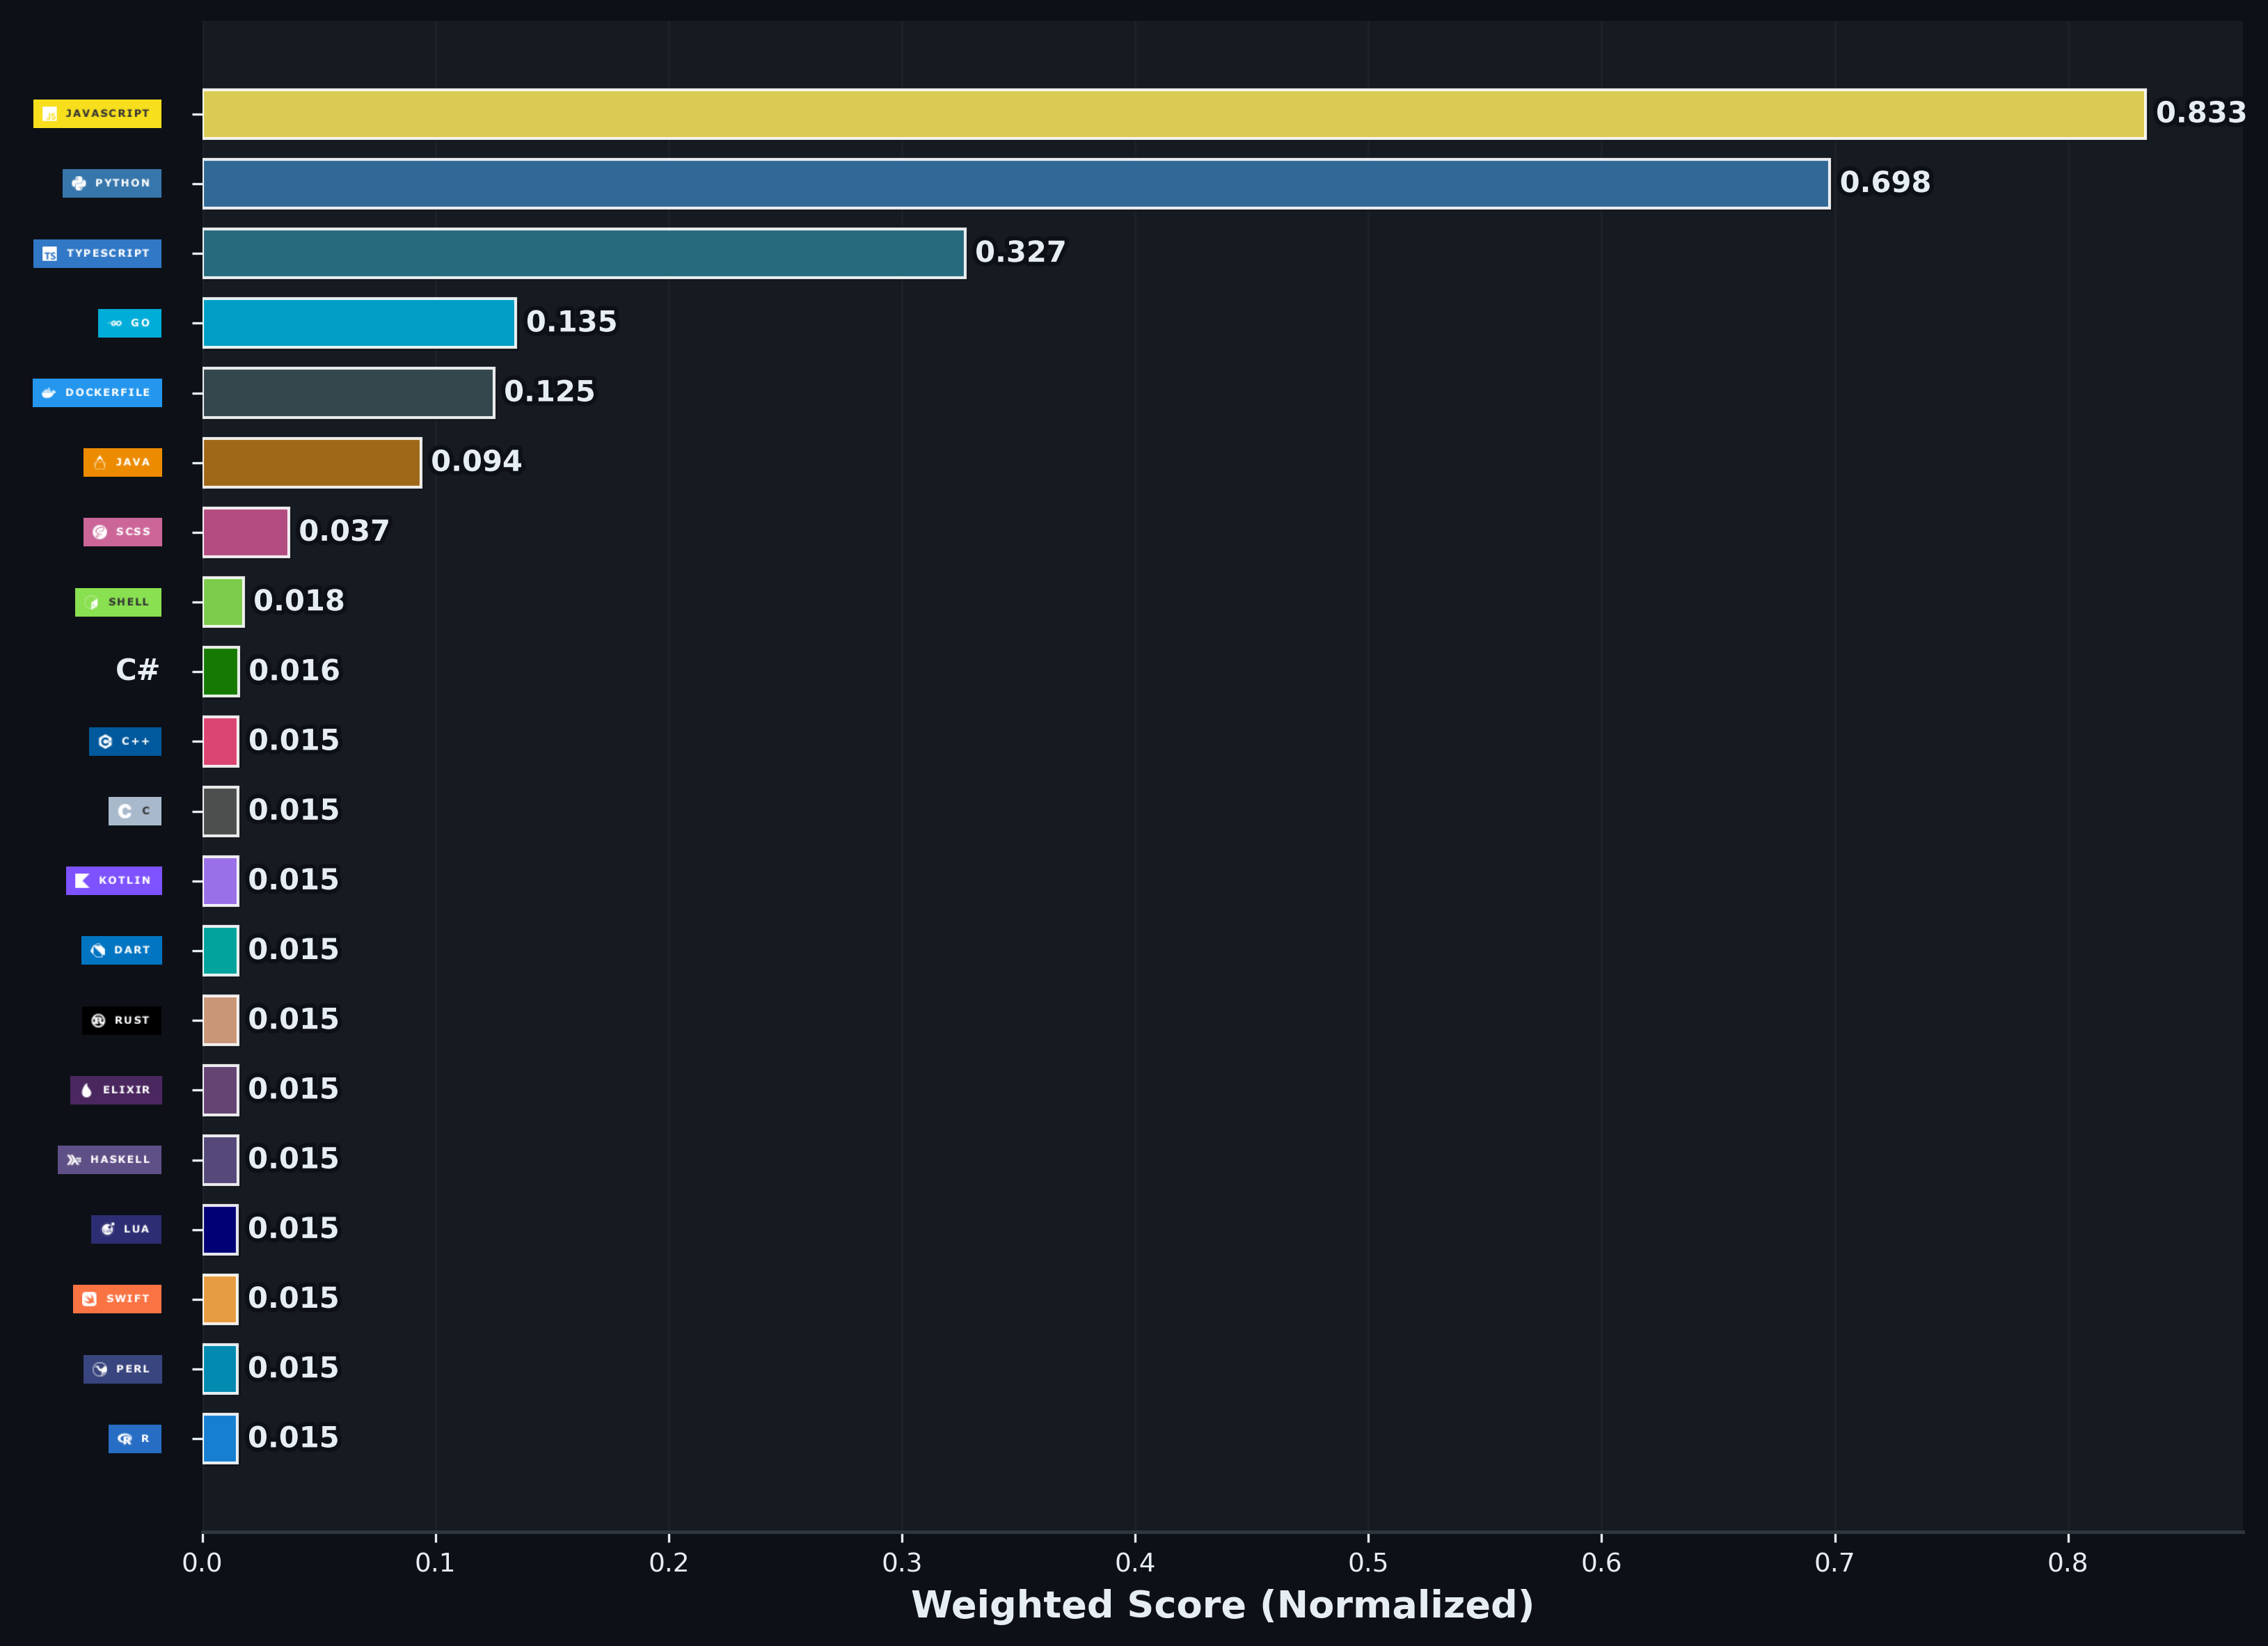 JAVASCRIPT 0.833
PYTHON 0.698
TYPESCRIPT 0.327
GO 0.135
DOCKERFILE 0.125
JAVA 0.094
SCSS 0.037
SHELL 0.018
C# 0.016
C++ 0.015
C 0.015
KOTLIN 0.015
DART 0.015
RUST 0.015
ELIXIR 0.015
HASKELL 0.015
LUA 0.015
SWIFT 0.015
PERL 0.015
R 0.015
0.0 0.1 0.2 0.3 0.4 0.5 0.6 0.7 0.8
Weighted Score (Normalized)